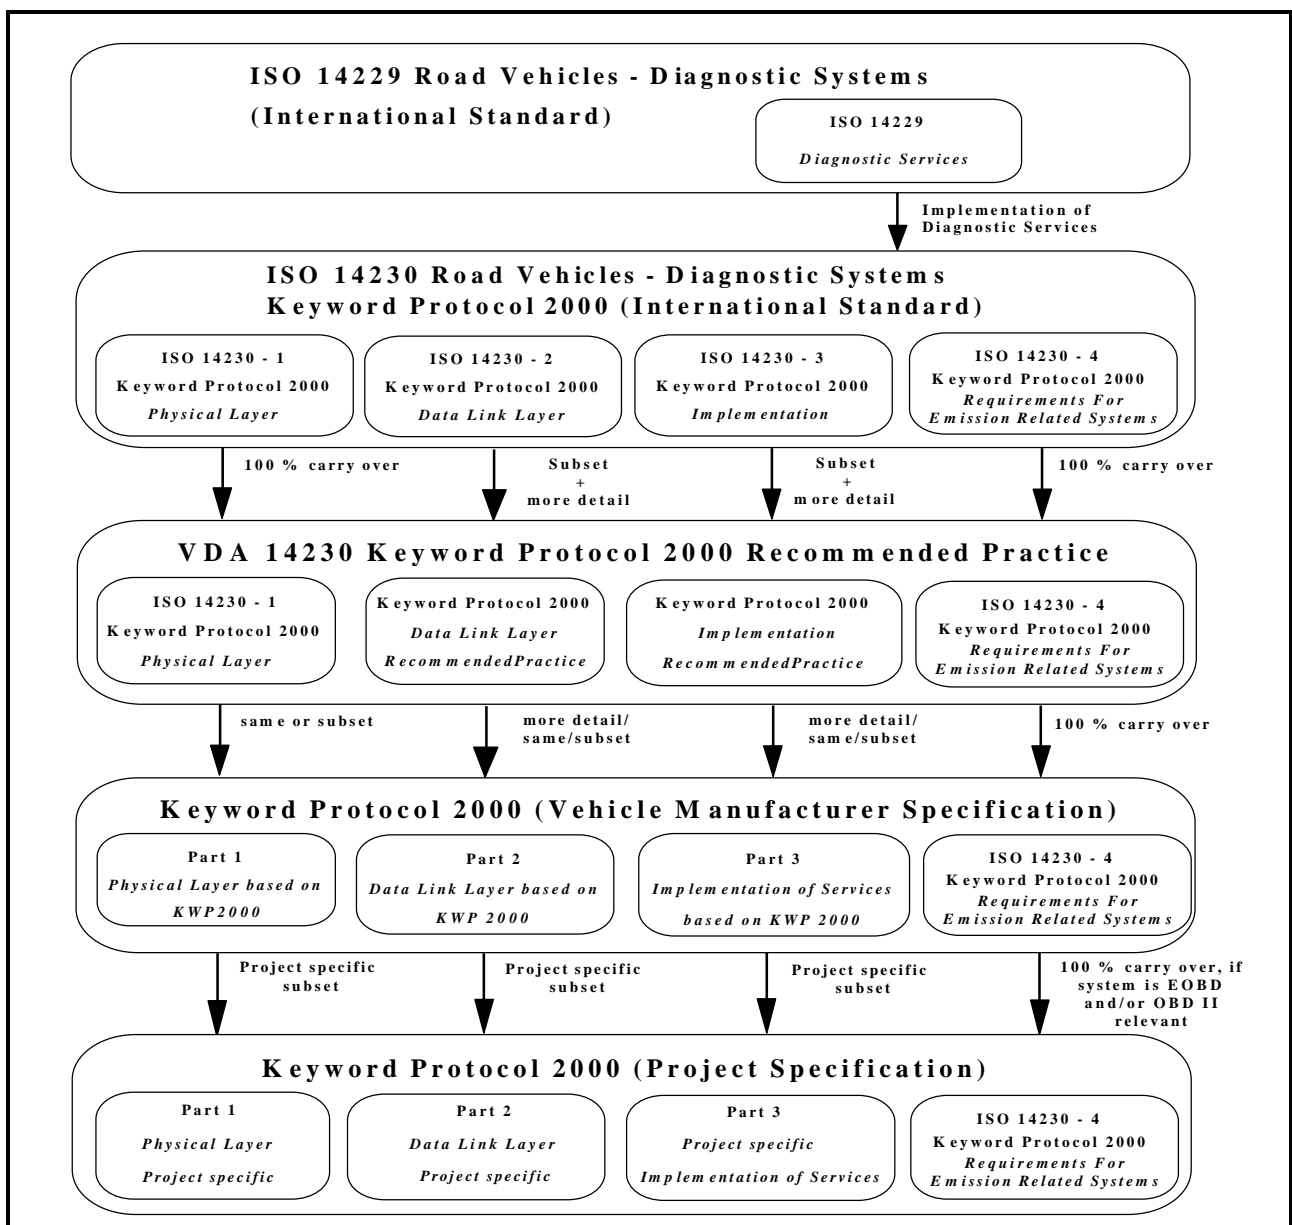 ISO 14229 Road Vehicles - Diagnostic Systems
(International Standard)
ISO 14229
Diagnostic Services
Implementation of
Diagnostic Services
ISO 14230 Road Vehicles - Diagnostic Systems
Keyword Protocol 2000 (International Standard)
ISO 14230 - 1
Keyword Protocol 2000
Physical Layer
ISO 14230 - 2
Keyword Protocol 2000
Data Link Layer
ISO 14230 - 3
Keyword Protocol 2000
Implementation
ISO 14230 - 4
Keyword Protocol 2000
Requirements For
Emission Related Systems
100 % carry over
Subset
+
more detail
Subset
+
more detail
100 % carry over
VDA 14230 Keyword Protocol 2000 Recommended Practice
ISO 14230 - 1
Keyword Protocol 2000
Physical Layer
Keyword Protocol 2000
Data Link Layer
RecommendedPractice
Keyword Protocol 2000
Implementation
RecommendedPractice
ISO 14230 - 4
Keyword Protocol 2000
Requirements For
Emission Related Systems
same or subset
more detail/
same/subset
more detail/
same/subset
100 % carry over
Keyword Protocol 2000 (Vehicle Manufacturer Specification)
Part 1
Physical Layer based on
KWP2000
Part 2
Data Link Layer based on
KWP 2000
Part 3
Implementation of Services
based on KWP 2000
ISO 14230 - 4
Keyword Protocol 2000
Requirements For
Emission Related Systems
Project specific
subset
Project specific
subset
Project specific
subset
100 % carry over, if
system is EOBD
and/or OBD II
relevant
Keyword Protocol 2000 (Project Specification)
Part 1
Physical Layer
Project specific
Part 2
Data Link Layer
Project specific
Part 3
Project specific
Implementation of Services
ISO 14230 - 4
Keyword Protocol 2000
Requirements For
Emission Related Systems